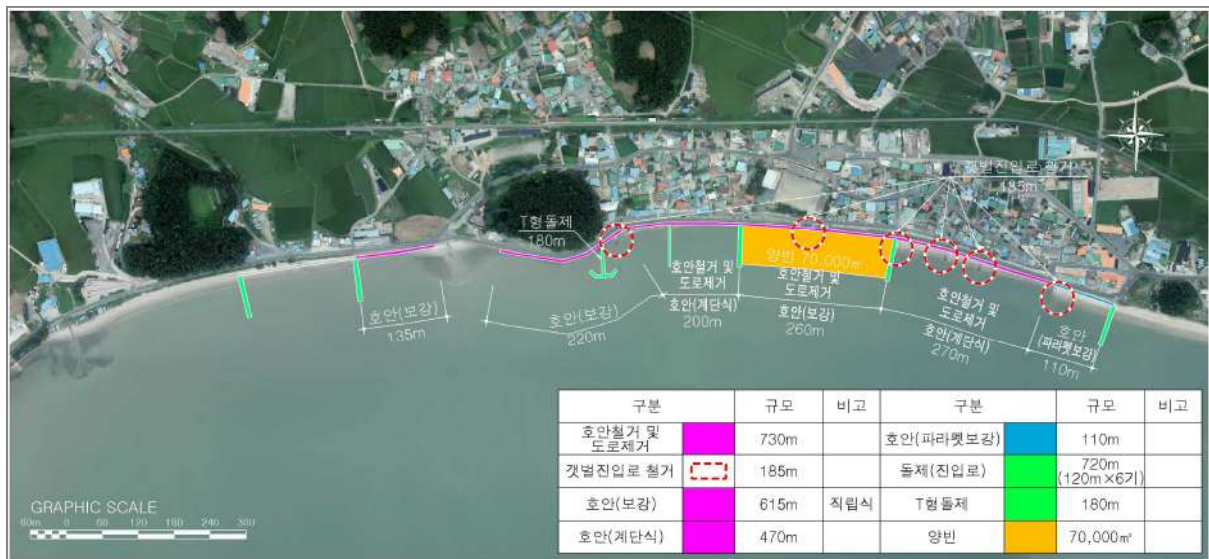 N
갯벌진입로 철거
185m
T형돌제
180m
양빈 70,000㎥
호안철거 및
도로제거
호안(계단식)
200m
호안철거 및
도로제거
호안(보강)
260m
호안철거 및
도로제거
호안(계단식)
270m
호안
(파라펫보강)
110m
호안(보강)
135m
호안(보강)
220m
구분 규모 비고 구분 규모 비고
호안철거 및
도로제거 730m 호안(파라펫보강) 110m
갯벌진입로 철거 185m 돌제(진입로) 720m
(120m×6기)
호안(보강) 615m 직립식 T형돌제 180m
호안(계단식) 470m 양빈 70,000㎥
GRAPHIC SCALE
60m 0 60 120 180 240 300